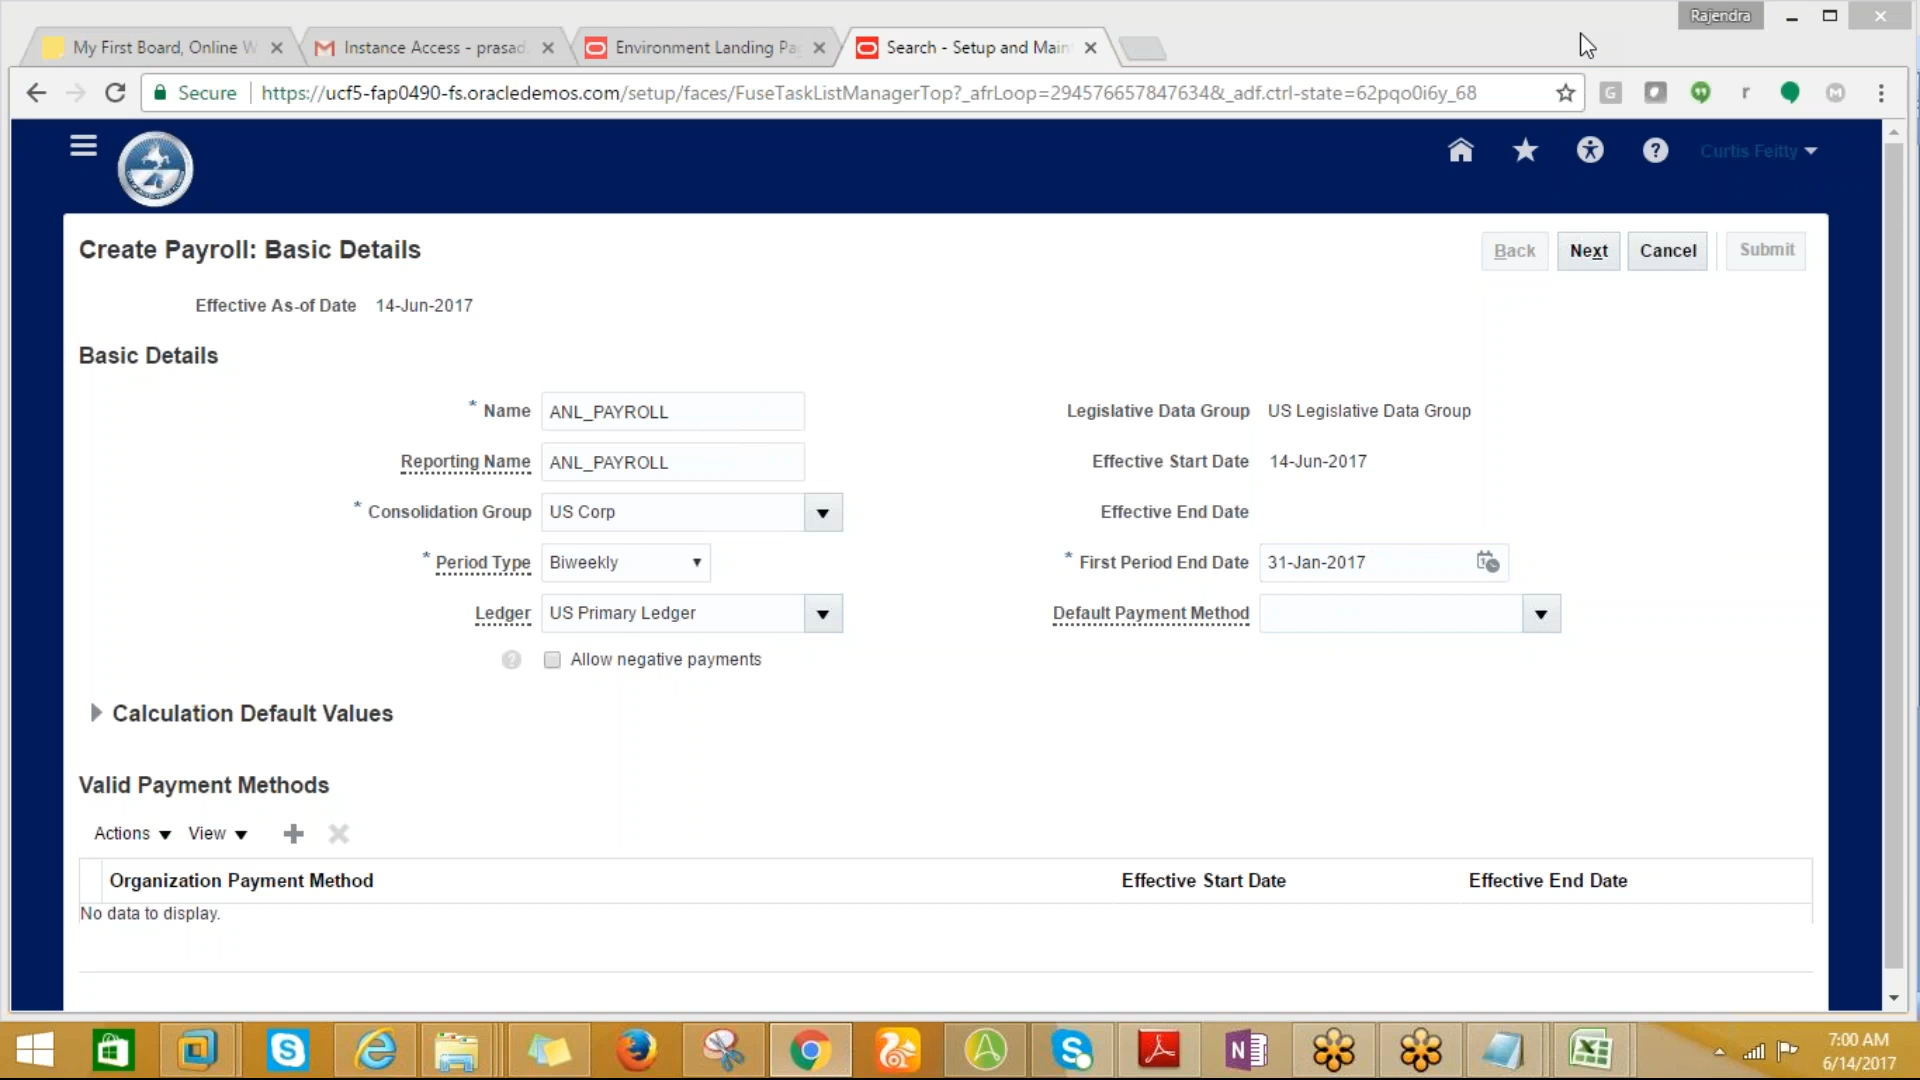 Rajendra
My First Board, Online W
Instance Access - prasad.
Environment Landing Pa
Search - Setup and Main
Secure https://ucf5-fap0490-fs.oracledemos.com/setup/faces/FuseTaskListManagerTop?_afrLoop=294576657847634&_adf.ctrl-state=62pqo0i6y_68
Curtis Feitty
Create Payroll: Basic Details
Back Next Cancel Submit
Effective As-of Date 14-Jun-2017
Basic Details
* Name ANL_PAYROLL
Legislative Data Group US Legislative Data Group
Reporting Name ANL_PAYROLL
Effective Start Date 14-Jun-2017
* Consolidation Group US Corp
Effective End Date
* Period Type Biweekly
* First Period End Date 31-Jan-2017
Ledger US Primary Ledger
Default Payment Method
Allow negative payments
Calculation Default Values
Valid Payment Methods
Actions View
Organization Payment Method Effective Start Date Effective End Date
No data to display.
7:00 AM
6/14/2017